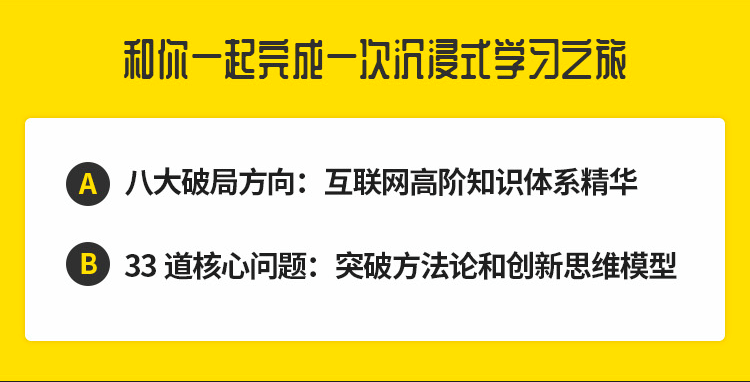 和你一起完成一次沉浸式学习之旅
A 八大破局方向：互联网高阶知识体系精华
B 33 道核心问题：突破方法论和创新思维模型